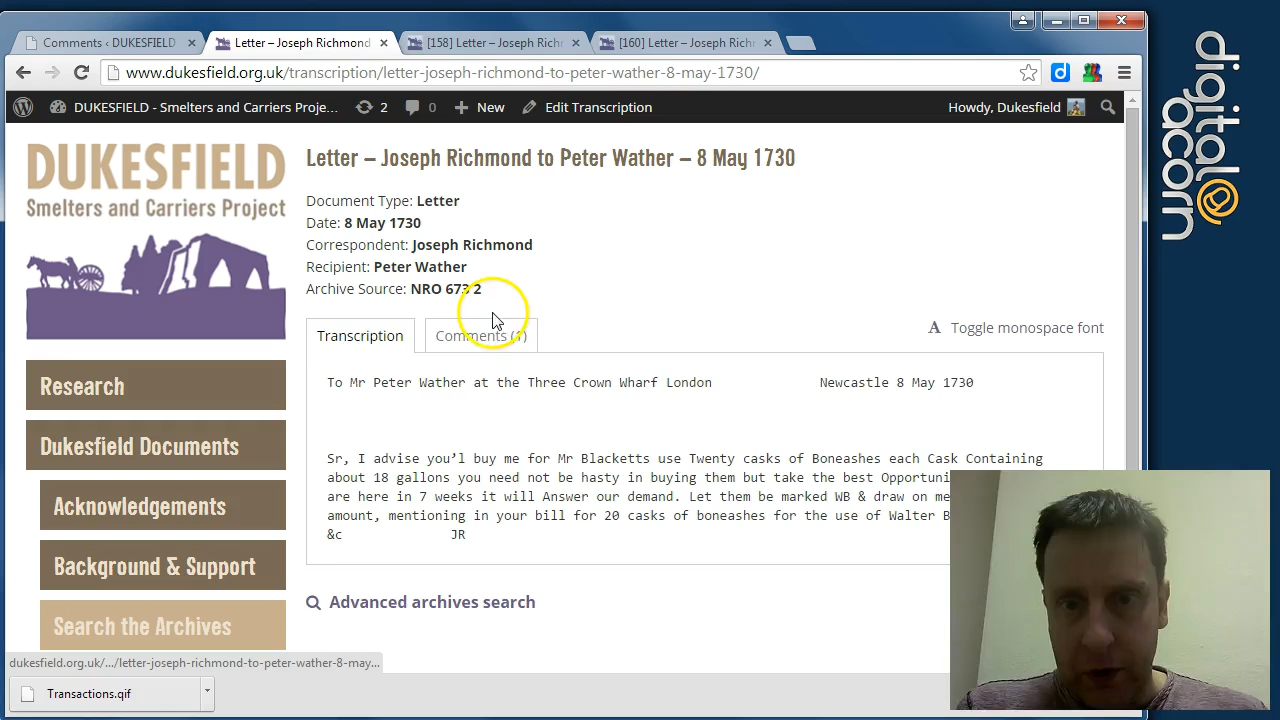 Comments ‹ DUKESFIELD
Letter – Joseph Richmond
[158] Letter – Joseph Richm
[160] Letter – Joseph Richm
www.dukesfield.org.uk/transcription/letter-joseph-richmond-to-peter-wather-8-may-1730/
DUKESFIELD - Smelters and Carriers Proje...
2
0
New
Edit Transcription
Howdy, Dukesfield
digital@acorn
DUKESFIELD
Smelters and Carriers Project
Letter – Joseph Richmond to Peter Wather – 8 May 1730
Document Type: Letter
Date: 8 May 1730
Correspondent: Joseph Richmond
Recipient: Peter Wather
Archive Source: NRO 673 2
Transcription
Comments (1)
A Toggle monospace font
To Mr Peter Wather at the Three Crown Wharf London Newcastle 8 May 1730
Sr, I advise you’l buy me for Mr Blacketts use Twenty casks of Boneashes each Cask Containing
about 18 gallons you need not be hasty in buying them but take the best Opportuni
are here in 7 weeks it will Answer our demand. Let them be marked WB & draw on me
amount, mentioning in your bill for 20 casks of boneashes for the use of Walter B
&c JR
Advanced archives search
Research
Dukesfield Documents
Acknowledgements
Background & Support
Search the Archives
dukesfield.org.uk/.../letter-joseph-richmond-to-peter-wather-8-may...
Transactions.qif